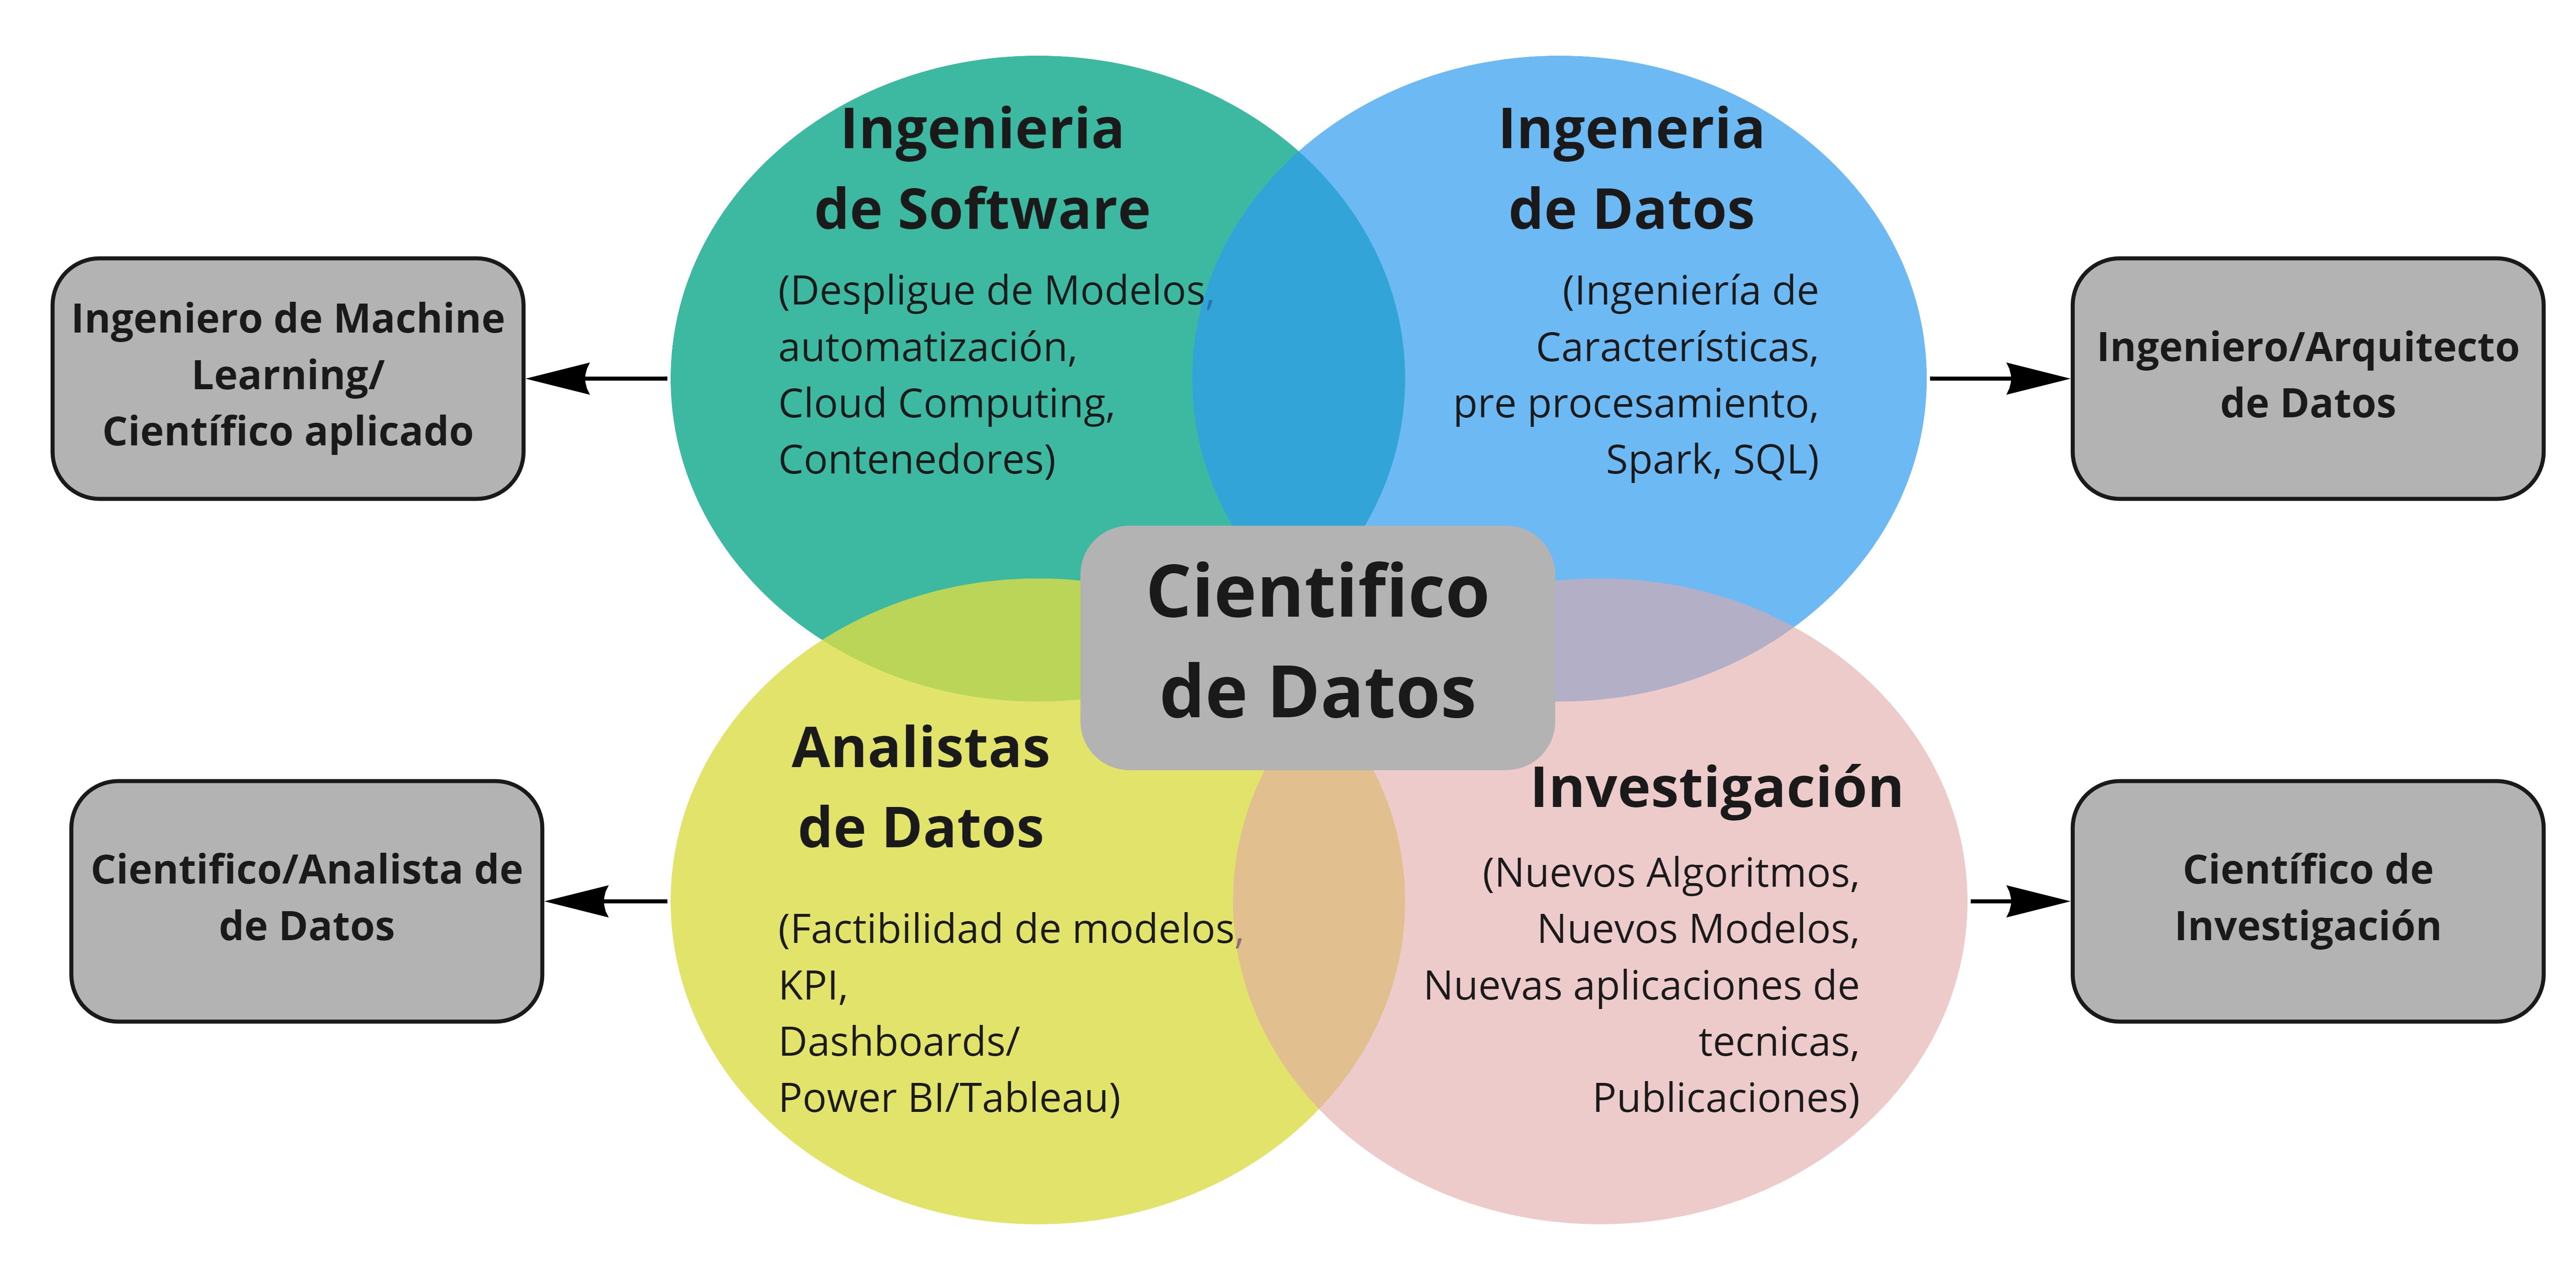 Ingenieria
de Software
(Despligue de Modelos,
automatización,
Cloud Computing,
Contenedores)
Ingeneria
de Datos
(Ingeniería de
Características,
pre procesamiento,
Spark, SQL)
Ingeniero de Machine
Learning/
Científico aplicado
Ingeniero/Arquitecto
de Datos
Cientifico
de Datos
Analistas
de Datos
(Factibilidad de modelos,
KPI,
Dashboards/
Power BI/Tableau)
Investigación
(Nuevos Algoritmos,
Nuevos Modelos,
Nuevas aplicaciones de
tecnicas,
Publicaciones)
Cientifico/Analista de
de Datos
Científico de
Investigación